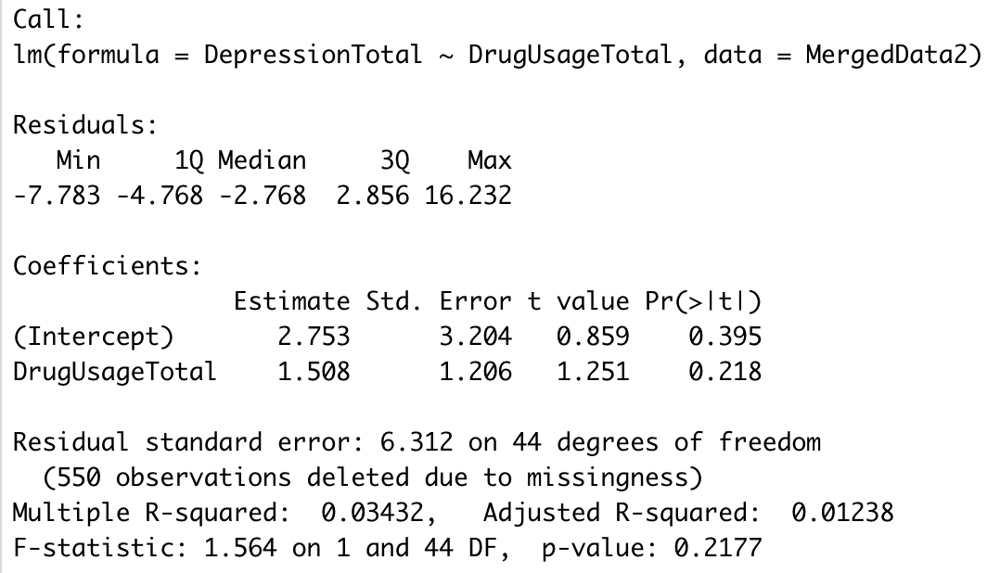 Call:
lm(formula = DepressionTotal ~ DrugUsageTotal, data = MergedData2)
Residuals:
   Min     1Q Median     3Q    Max
-7.783 -4.768 -2.768  2.856 16.232
Coefficients:
               Estimate Std. Error t value Pr(>|t|)
(Intercept)       2.753      3.204   0.859    0.395
DrugUsageTotal    1.508      1.206   1.251    0.218
Residual standard error: 6.312 on 44 degrees of freedom
  (550 observations deleted due to missingness)
Multiple R-squared:  0.03432,	Adjusted R-squared:  0.01238
F-statistic: 1.564 on 1 and 44 DF,  p-value: 0.2177